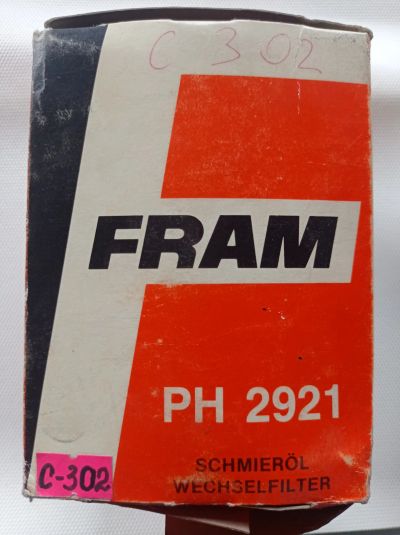 C 302
FRAM
PH 2921
C-302
SCHMIERÖL
WECHSELFILTER